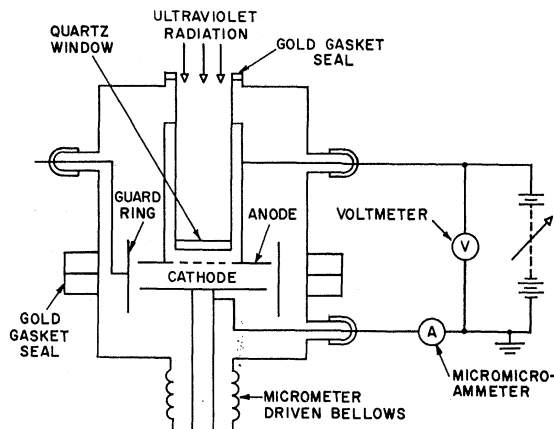 ULTRAVIOLET
RADIATION
QUARTZ
WINDOW
GOLD GASKET
SEAL
GUARD
RING
ANODE
VOLTMETER
V
CATHODE
GOLD
GASKET
SEAL
A
MICROMICRO-
AMMETER
MICROMETER
DRIVEN BELLOWS